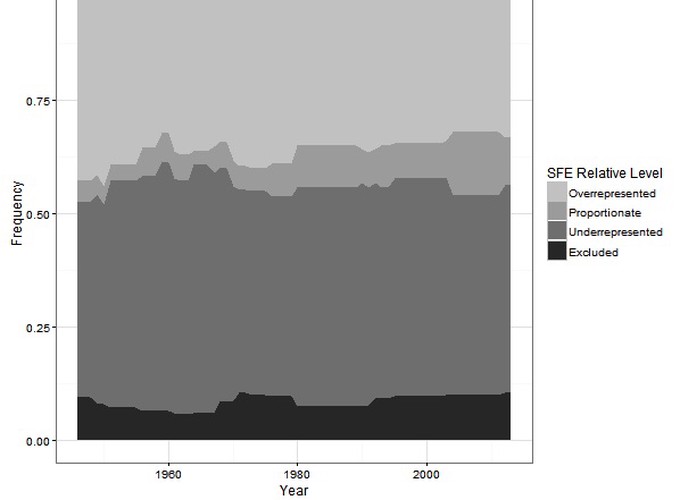 0.75
0.50
0.25
0.00
Frequency
1960 1980 2000
Year
SFE Relative Level
Overrepresented
Proportionate
Underrepresented
Excluded